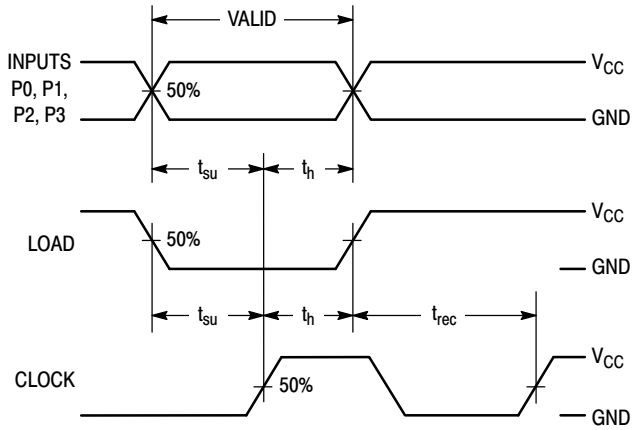 VALID
INPUTS
P0, P1,
P2, P3
50%
VCC
GND
tsu
th
LOAD
50%
VCC
GND
tsu
th
trec
CLOCK
50%
VCC
GND